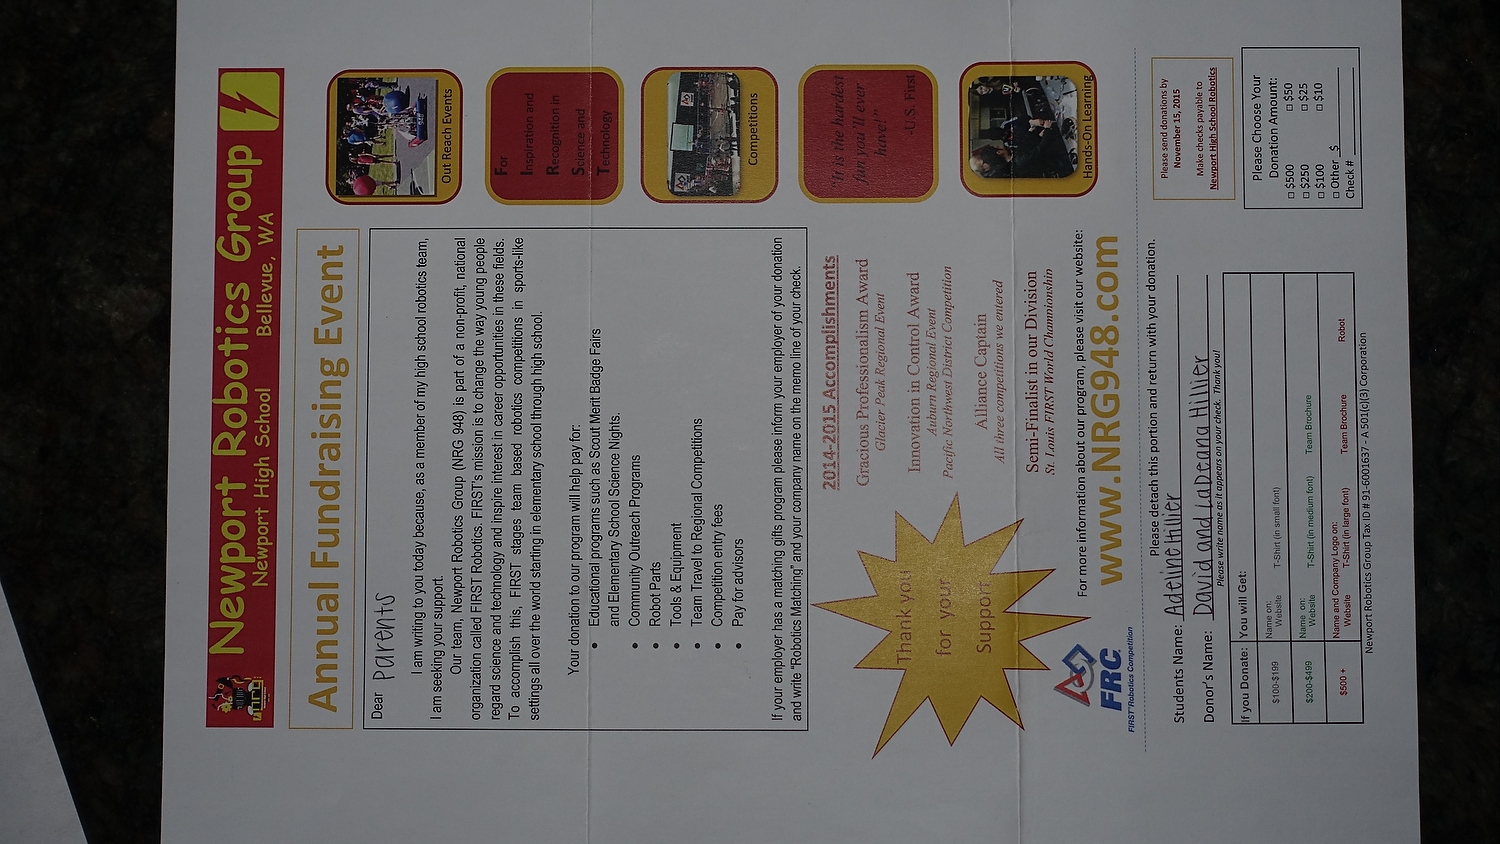 Newport Robotics Group
Newport High School Bellevue, WA
Annual Fundraising Event
Dear Parents
I am writing to you today because, as a member of my high school robotics team,
I am seeking your support.
Our team, Newport Robotics Group (NRG 948) is part of a non-profit, national
organization called FIRST Robotics. FIRST's mission is to change the way young people
regard science and technology and inspire interest in career opportunities in these fields.
To accomplish this, FIRST stages team based robotics competitions in sports-like
settings all over the world starting in elementary school through high school.
Your donation to our program will help pay for:
• Educational programs such as Scout Merit Badge Fairs
and Elementary School Science Nights.
• Community Outreach Programs
• Robot Parts
• Tools & Equipment
• Team Travel to Regional Competitions
• Competition entry fees
• Pay for advisors
If your employer has a matching gifts program please inform your employer of your donation
and write "Robotics Matching" and your company name on the memo line of your check.
Out Reach Events
For
Inspiration and
Recognition in
Science and
Technology
Competitions
"It is the hardest
fun you'll ever
have!"
-U.S. First
Hands-On Learning
Thank you
for your
Support
2014-2015 Accomplishments
Gracious Professionalism Award
Glacier Peak Regional Event
Innovation in Control Award
Auburn Regional Event
Pacific Northwest District Competition
Alliance Captain
All three competitions we entered
Semi-Finalist in our Division
St. Louis FIRST World Championship
For more information about our program, please visit our website:
www.NRG948.com
FRC
FIRST Robotics Competition
Please detach this portion and return with your donation.
Students Name: Adeline Hillier
Donor's Name: David and LaDeana Hillier
Please write name as it appears on your check. Thank you!
If you Donate: You will Get:
$100-$199 Name on: Website T-Shirt (in small font)
$200-$499 Name on: Website T-Shirt (in medium font) Team Brochure
$500 + Name and Company Logo on: Website T-Shirt (in large font) Team Brochure Robot
Newport Robotics Group Tax ID # 91-6001637 - A 501(c)(3) Corporation
Please send donations by
November 15, 2015
Make checks payable to
Newport High School Robotics
Please Choose Your
Donation Amount:
□ $500 □ $50
□ $250 □ $25
□ $100 □ $10
□ Other $
Check #